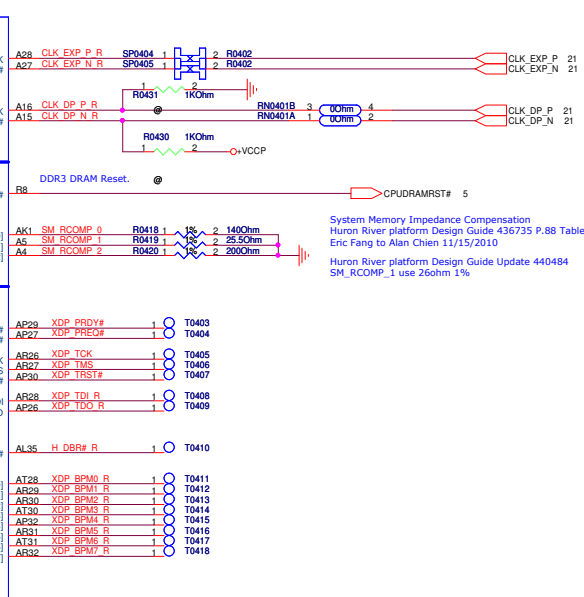 A28 CLK_EXP_P_R SP0404 1 2 R0402 CLK_EXP_P 21
A27 CLK_EXP_N_R SP0405 1 2 R0402 CLK_EXP_N 21
1 2
R0431 1KOhm
A16 CLK_DP_P_R @ RN0401B 3 0Ohm 4 CLK_DP_P 21
A15 CLK_DP_N_R RN0401A 1 0Ohm 2 CLK_DP_N 21
R0430 1KOhm
1 2 +VCCP
DDR3 DRAM Reset. @
R8 CPUDRAMRST# 5
System Memory Impedance Compensation
Huron River platform Design Guide 436735 P.88 Table
Eric Fang to Alan Chien 11/15/2010
AK1 SM_RCOMP_0 R0418 1 1% 2 140Ohm
A5 SM_RCOMP_1 R0419 1 1% 2 25.5Ohm
A4 SM_RCOMP_2 R0420 1 1% 2 200Ohm
Huron River platform Design Guide Update 440484
SM_RCOMP_1 use 26ohm 1%
AP29 XDP_PRDY# 1 T0403
AP27 XDP_PREQ# 1 T0404
AR26 XDP_TCK 1 T0405
AR27 XDP_TMS 1 T0406
AP30 XDP_TRST# 1 T0407
AR28 XDP_TDI_R 1 T0408
AP26 XDP_TDO_R 1 T0409
AL35 H_DBR#_R 1 T0410
AT28 XDP_BPM0_R 1 T0411
AR29 XDP_BPM1_R 1 T0412
AR30 XDP_BPM2_R 1 T0413
AT30 XDP_BPM3_R 1 T0414
AP32 XDP_BPM4_R 1 T0415
AR31 XDP_BPM5_R 1 T0416
AT31 XDP_BPM6_R 1 T0417
AR32 XDP_BPM7_R 1 T0418